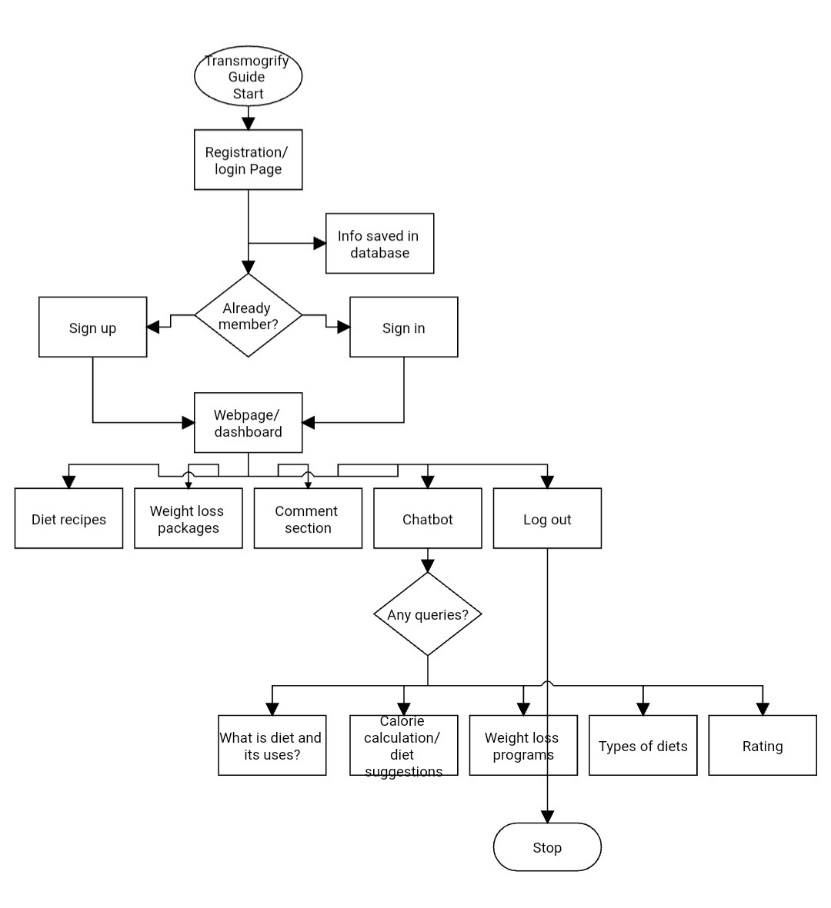 Transmogrify
Guide
Start
Registration/
login Page
Info saved in
database
Already
member?
Sign up
Sign in
Webpage/
dashboard
Diet recipes
Weight loss
packages
Comment
section
Chatbot
Log out
Any queries?
What is diet and
its uses?
Calorie
calculation/
diet
suggestions
Weight loss
programs
Types of diets
Rating
Stop